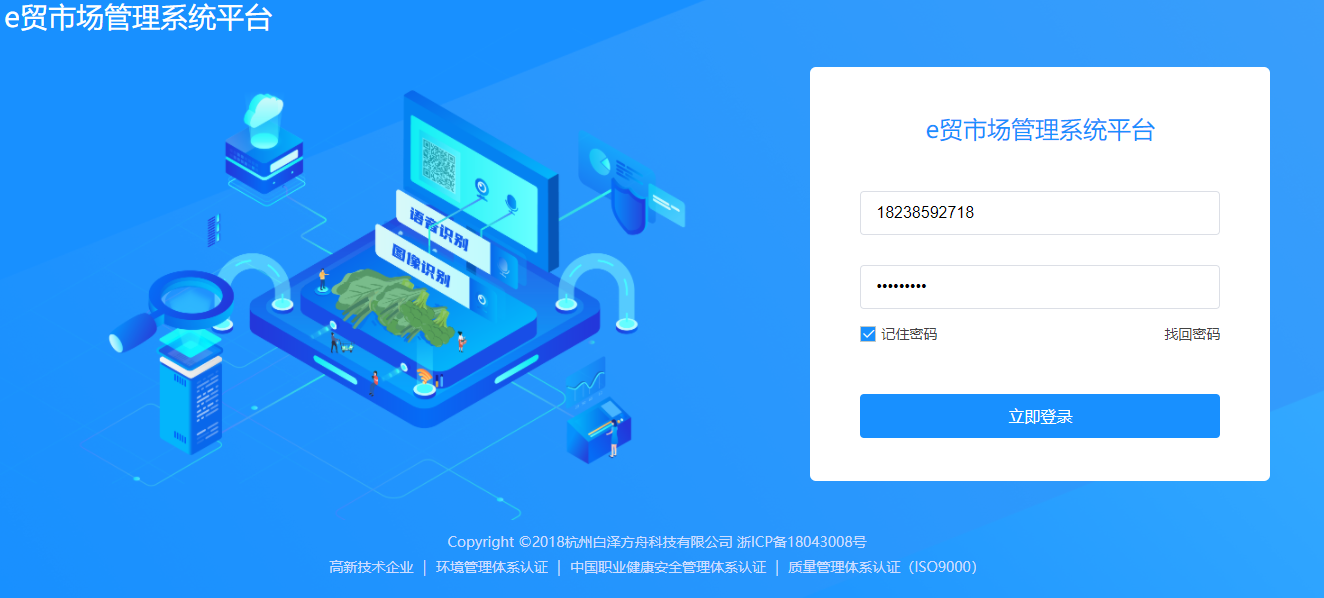 e贸市场管理系统平台
语音识别
图像识别
e贸市场管理系统平台
18238592718
•••••••••
记住密码
找回密码
立即登录
Copyright ©2018杭州白泽方舟科技有限公司 浙ICP备18043008号
高新技术企业 | 环境管理体系认证 | 中国职业健康安全管理体系认证 | 质量管理体系认证（ISO9000）